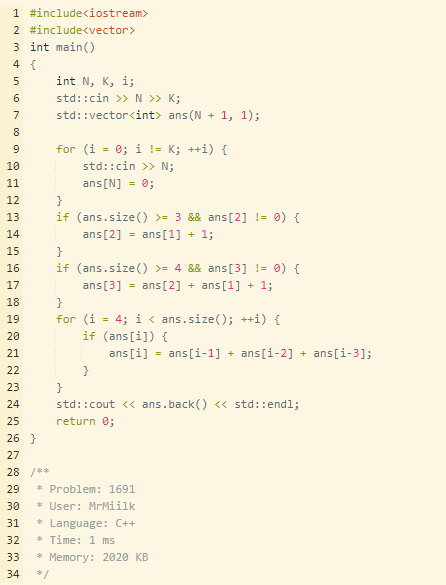 1 #include<iostream>
2 #include<vector>
3 int main()
4 {
5     int N, K, i;
6     std::cin >> N >> K;
7     std::vector<int> ans(N + 1, 1);
8
9     for (i = 0; i != K; ++i) {
10         std::cin >> N;
11         ans[N] = 0;
12     }
13     if (ans.size() >= 3 && ans[2] != 0) {
14         ans[2] = ans[1] + 1;
15     }
16     if (ans.size() >= 4 && ans[3] != 0) {
17         ans[3] = ans[2] + ans[1] + 1;
18     }
19     for (i = 4; i < ans.size(); ++i) {
20         if (ans[i]) {
21             ans[i] = ans[i-1] + ans[i-2] + ans[i-3];
22         }
23     }
24     std::cout << ans.back() << std::endl;
25     return 0;
26 }
27
28 /**
29  * Problem: 1691
30  * User: MrMiilk
31  * Language: C++
32  * Time: 1 ms
33  * Memory: 2020 KB
34  */